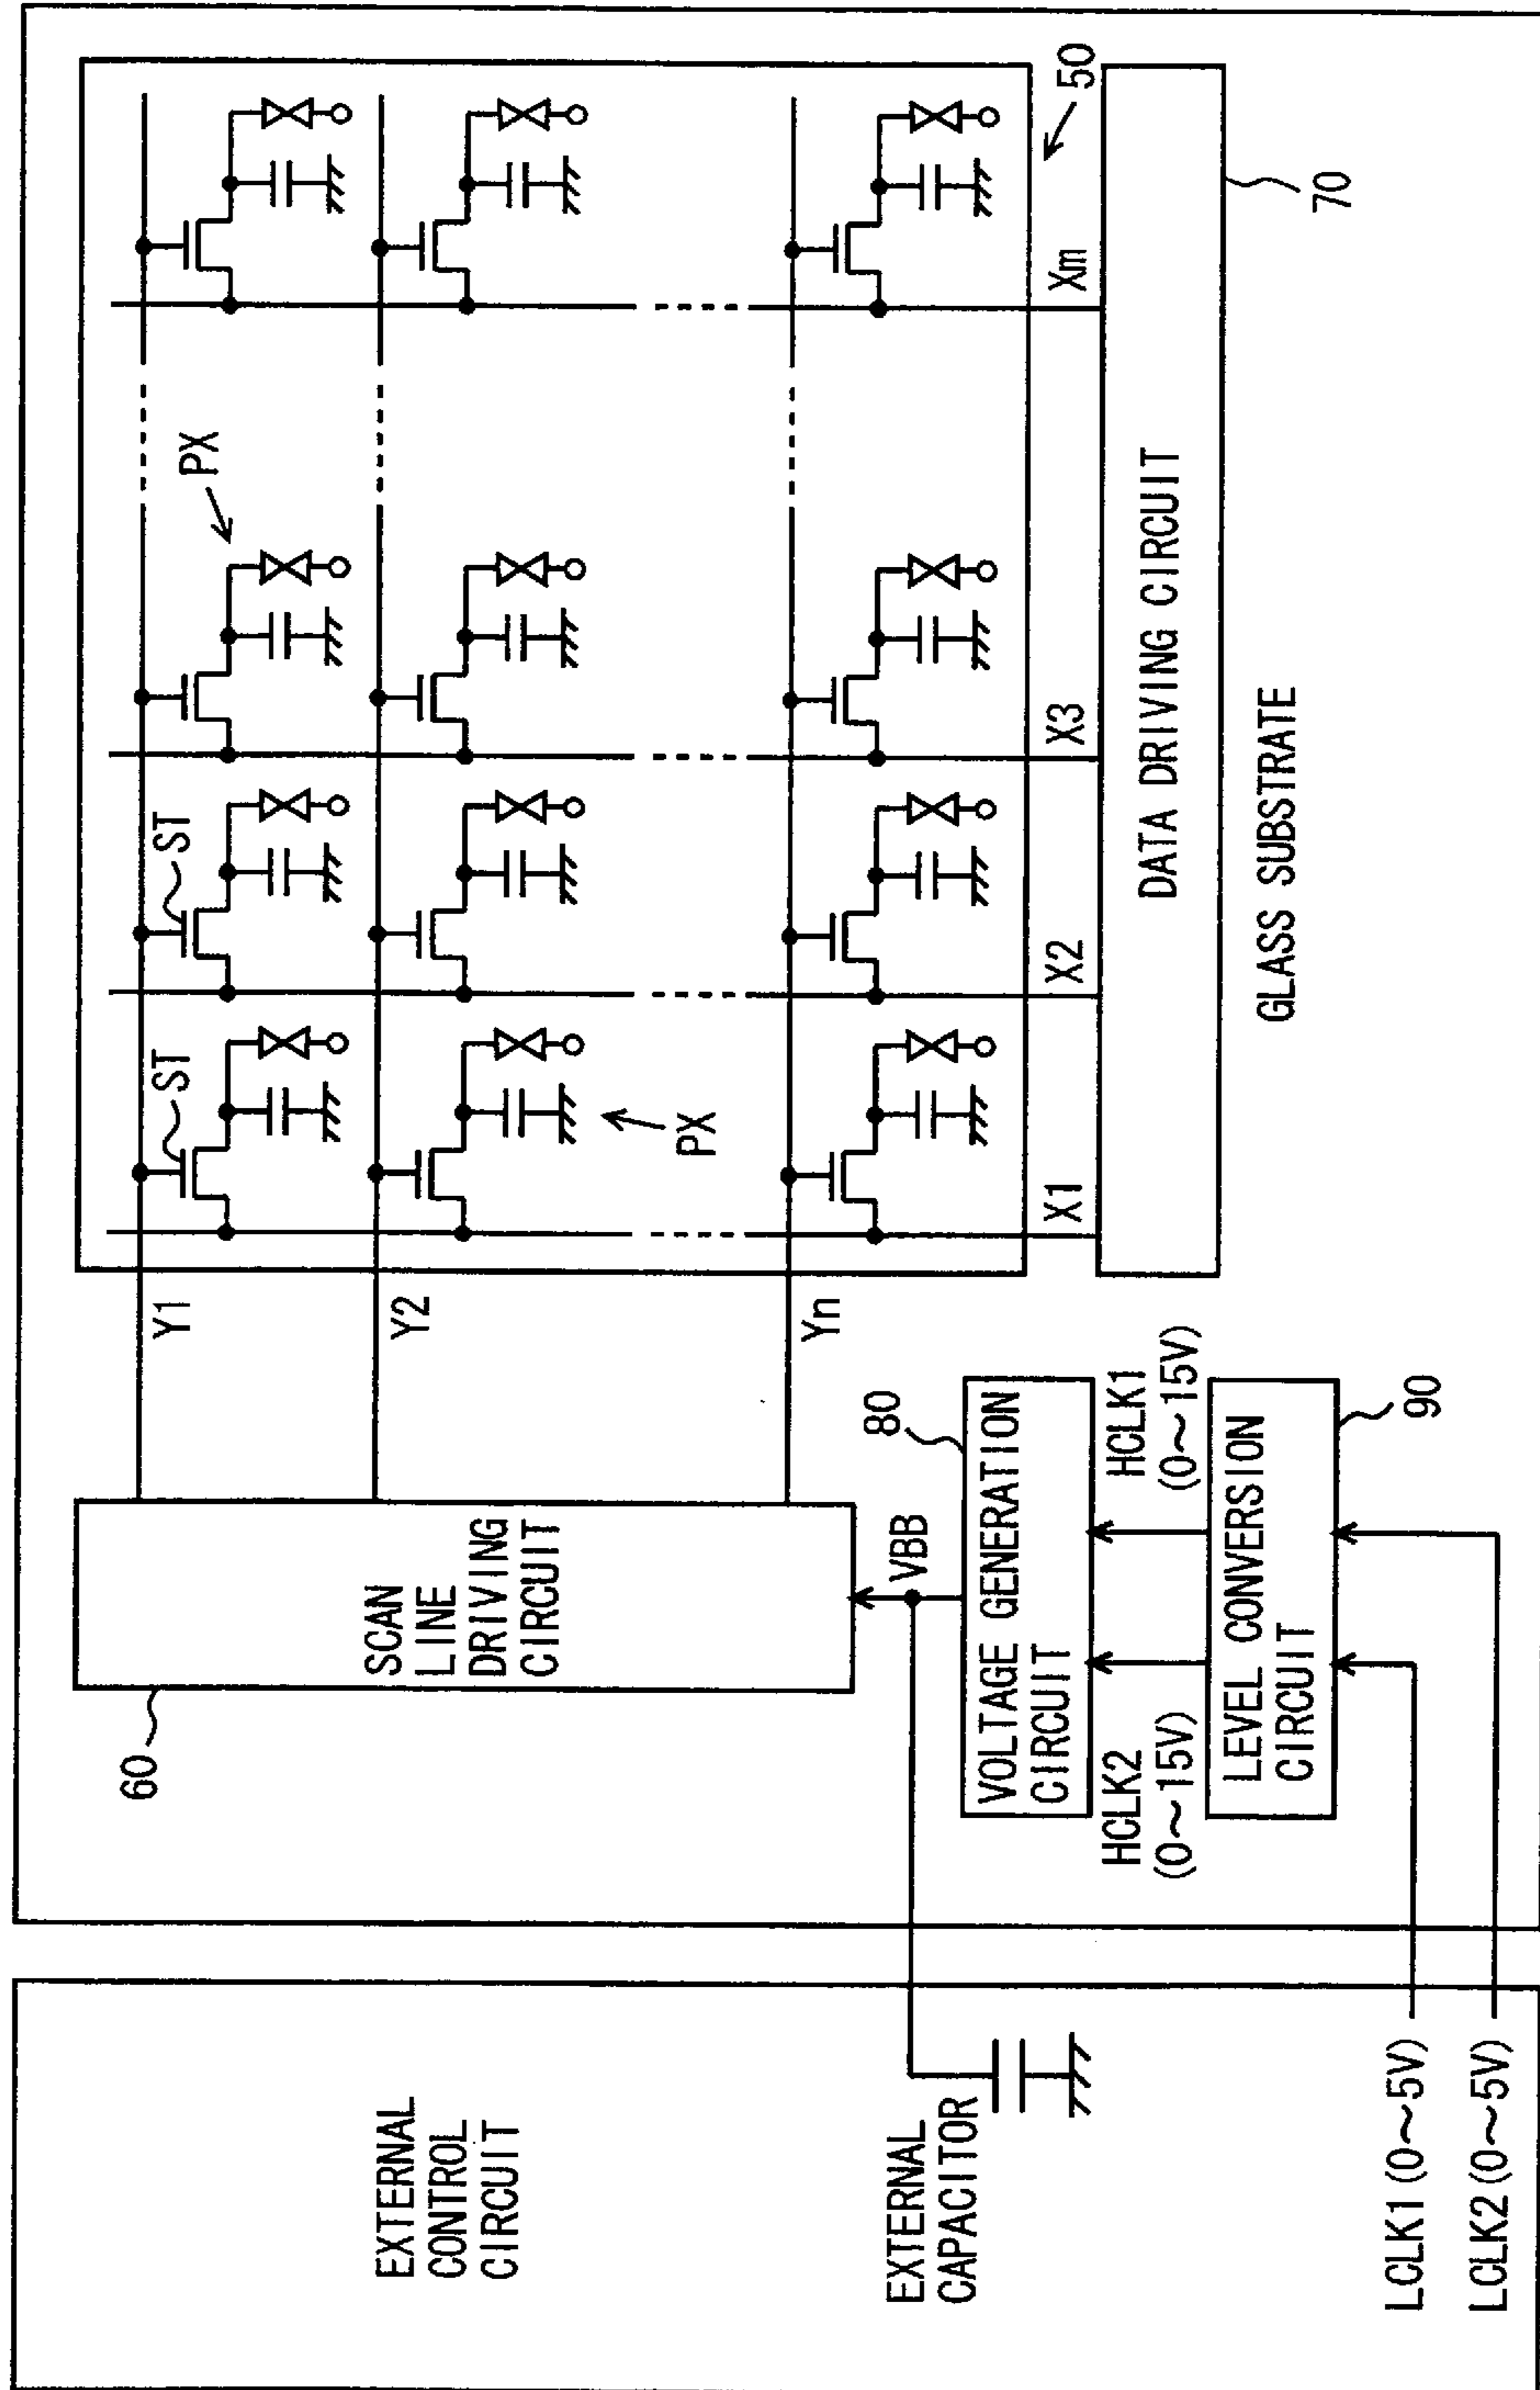 EXTERNAL
CONTROL
CIRCUIT
EXTERNAL
CAPACITOR
LCLK1(0~5V)
LCLK2(0~5V)
60
SCAN
LINE
DRIVING
CIRCUIT
VBB
80
VOLTAGE GENERATION
CIRCUIT
HCLK2
(0~15V)
HCLK1
(0~15V)
LEVEL CONVERSION
CIRCUIT
90
Y1
Y2
Yn
ST
ST
PX
PX
X1
X2
X3
Xm
50
DATA DRIVING CIRCUIT
70
GLASS SUBSTRATE